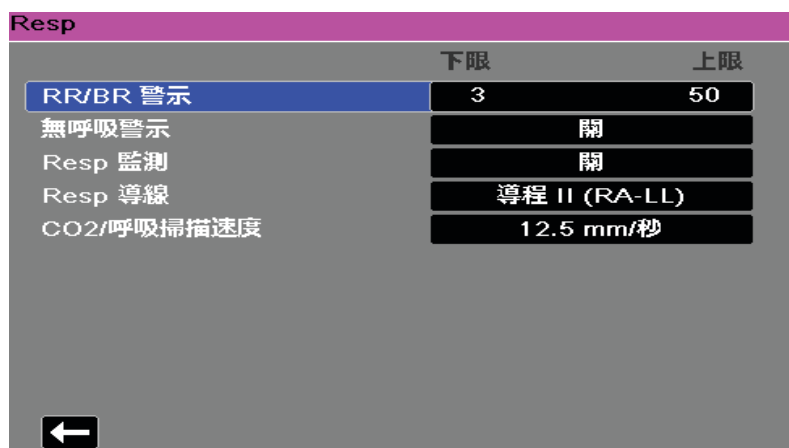 Resp
下限 上限
RR/BR 警示 3 50
無呼吸警示 開
Resp 監測 開
Resp 導線 導程 II (RA-LL)
CO2/呼吸掃描速度 12.5 mm/秒